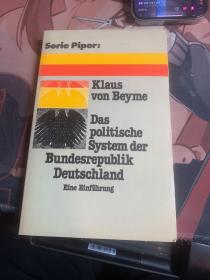 Serie Piper:
Klaus
von Beyme
Das
politische
System der
Bundesrepublik
Deutschland
Eine Einführung